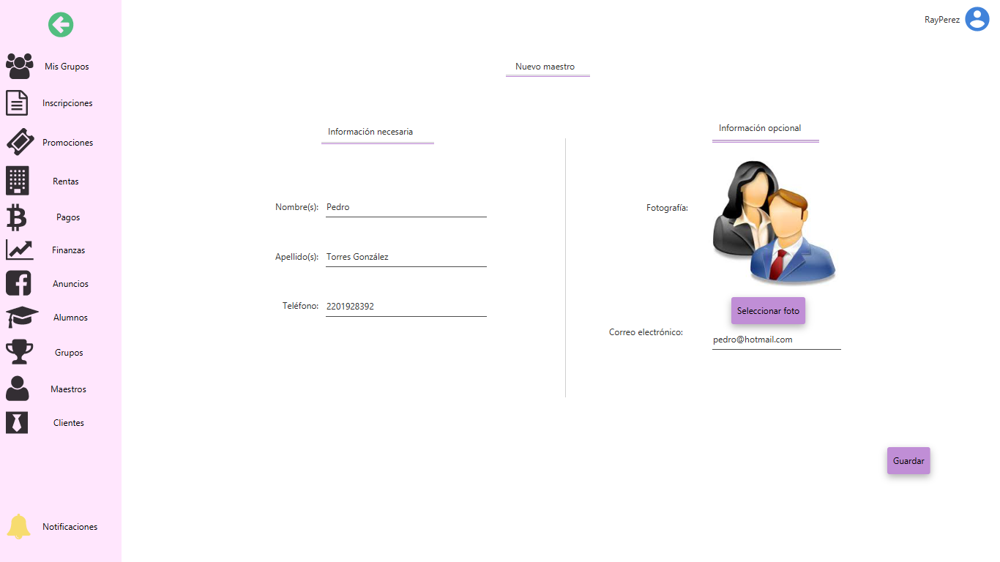 RayPerez
Mis Grupos
Inscripciones
Promociones
Rentas
Pagos
Finanzas
Anuncios
Alumnos
Grupos
Maestros
Clientes
Notificaciones
Nuevo maestro
Información necesaria
Nombre(s): Pedro
Apellido(s): Torres González
Teléfono: 2201928392
Información opcional
Fotografía:
Seleccionar foto
Correo electrónico: pedro@hotmail.com
Guardar